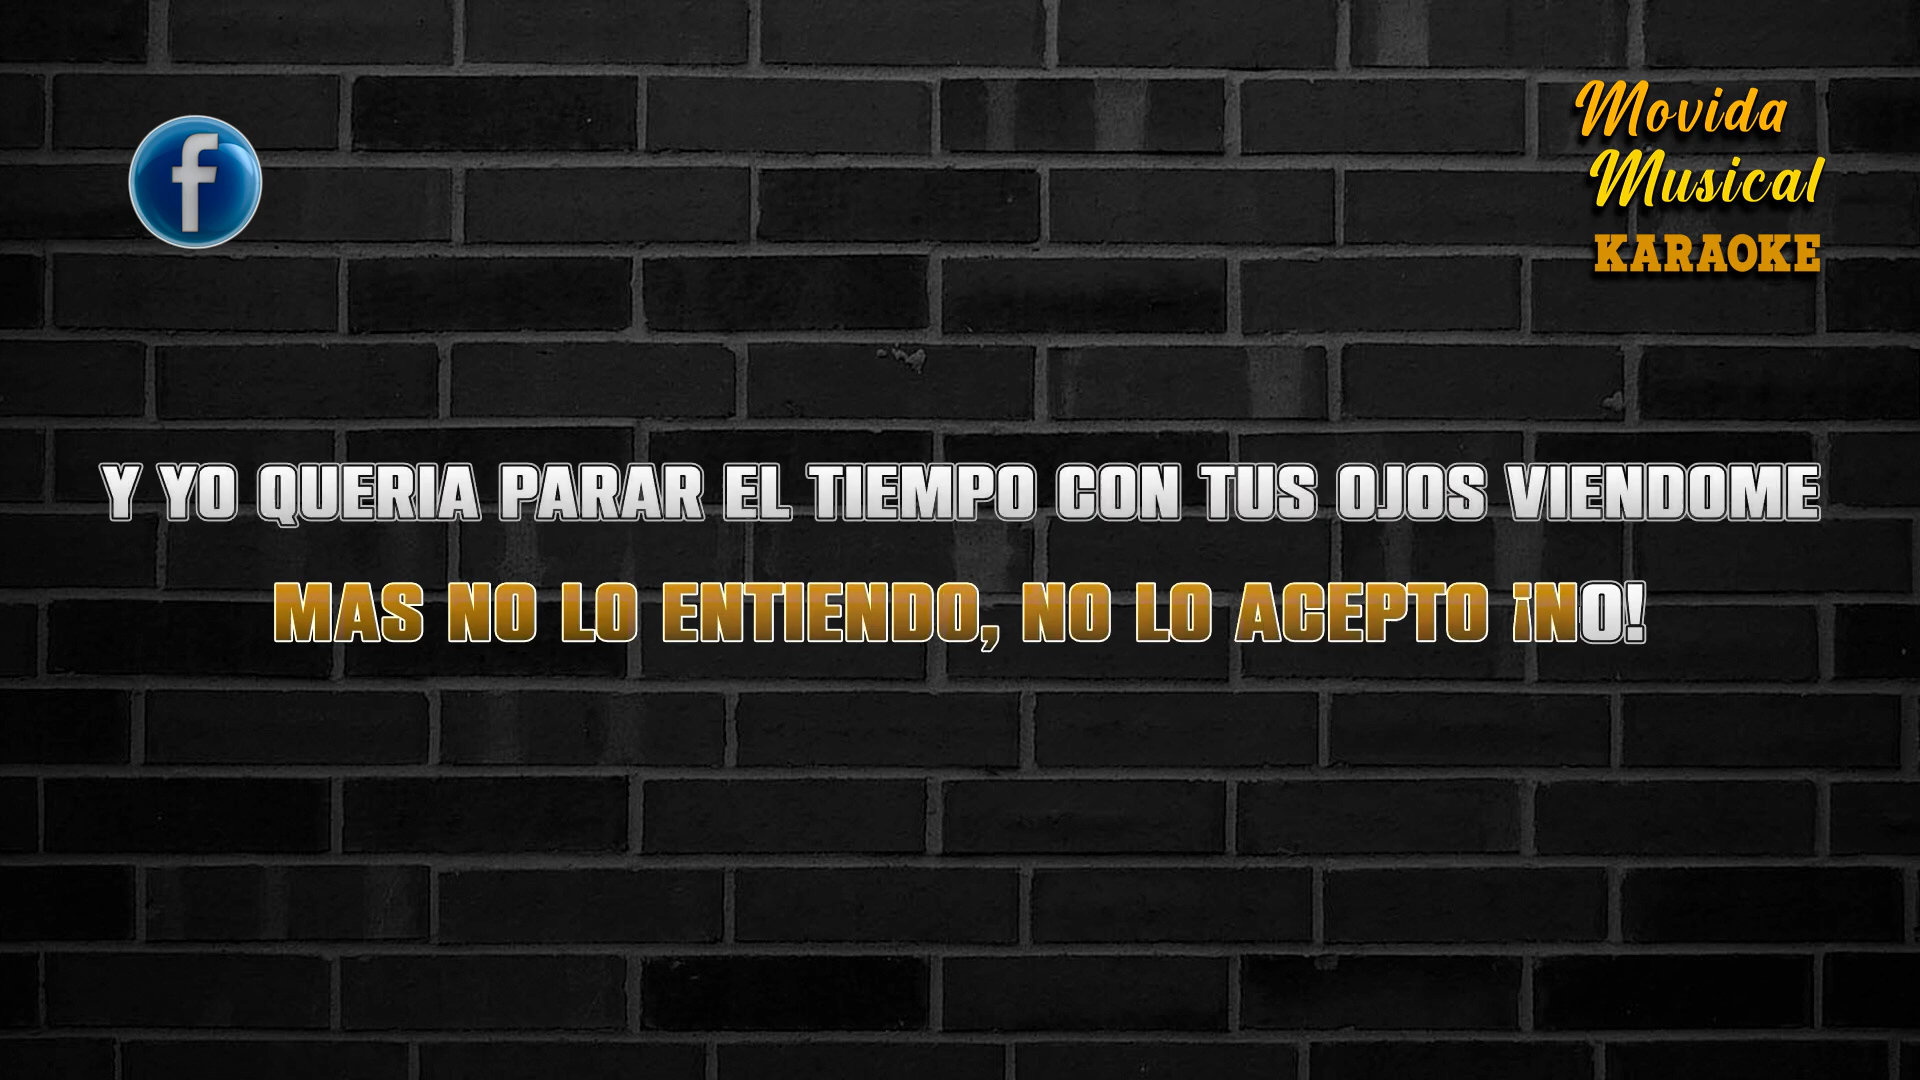 f
Movida
Musical
KARAOKE
Y YO QUERIA PARAR EL TIEMPO CON TUS OJOS VIENDOME
MAS NO LO ENTIENDO, NO LO ACEPTO ¡NO!